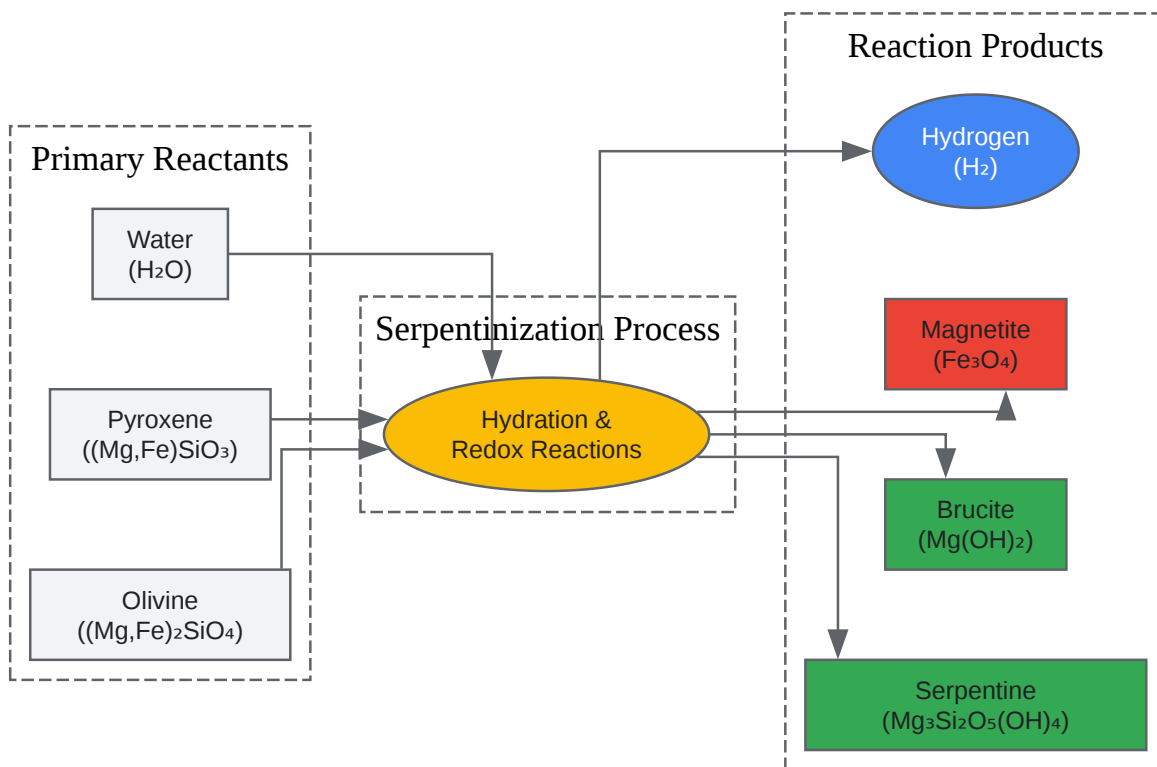 Primary Reactants
Water
(H₂O)
Pyroxene
((Mg,Fe)SiO₃)
Olivine
((Mg,Fe)₂SiO₄)
Serpentinization Process
Hydration &
Redox Reactions
Reaction Products
Hydrogen
(H₂)
Magnetite
(Fe₃O₄)
Brucite
(Mg(OH)₂)
Serpentine
(Mg₃Si₂O₅(OH)₄)